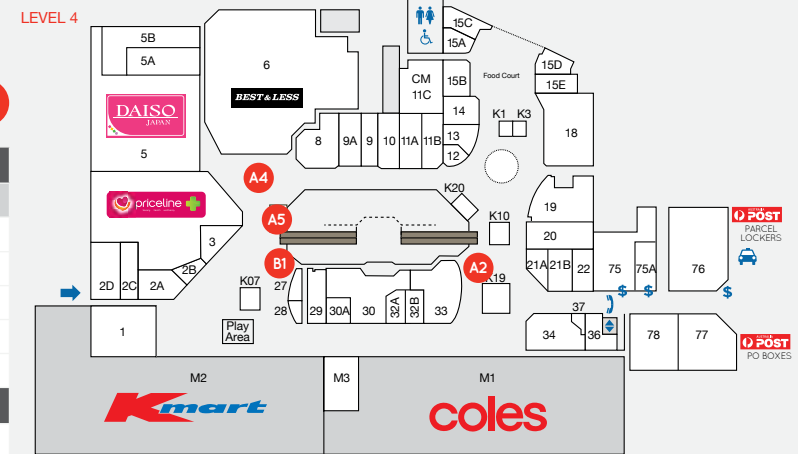 LEVEL 4
5B
5A
DAISO
JAPAN
5
6
BEST&LESS
CM
11C
15C
15A
15B
Food Court
15D
15E
14
K1 K3
18
8
9A
9
10
11A
11B
13
12
A4
priceline
3
2B
2D
2C
2A
A5
K20
K10
B1
A2
K19
19
20
21A
21B
22
75
75A
76
AUSTRALIA
POST
PARCEL
LOCKERS
$
$
$
K07
27
28
29
30A
30
32A
32B
33
Play
Area
1
37
34
36
78
77
AUSTRALIA
POST
PO BOXES
M2
Kmart
M3
M1
coles